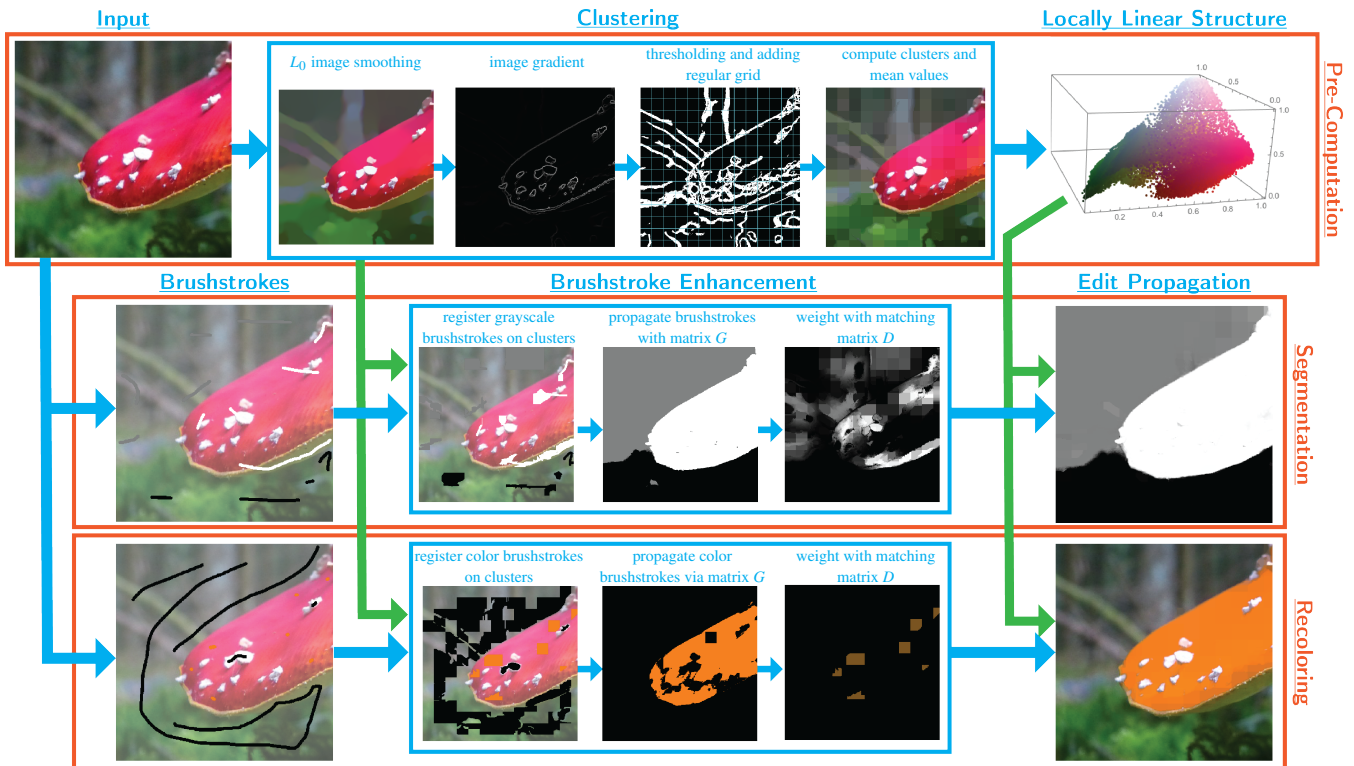 Input
Clustering
Locally Linear Structure
L0 image smoothing
image gradient
thresholding and adding
regular grid
compute clusters and
mean values
1.0
0.5
0.0
1.0
0.5
0.0
0.2
0.4
0.6
0.8
1.0
Pre-Computation
Brushstrokes
Brushstroke Enhancement
Edit Propagation
register grayscale
brushstrokes on clusters
propagate brushstrokes
with matrix G
weight with matching
matrix D
Segmentation
register color brushstrokes
on clusters
propagate color
brushstrokes via matrix G
weight with matching
matrix D
Recoloring